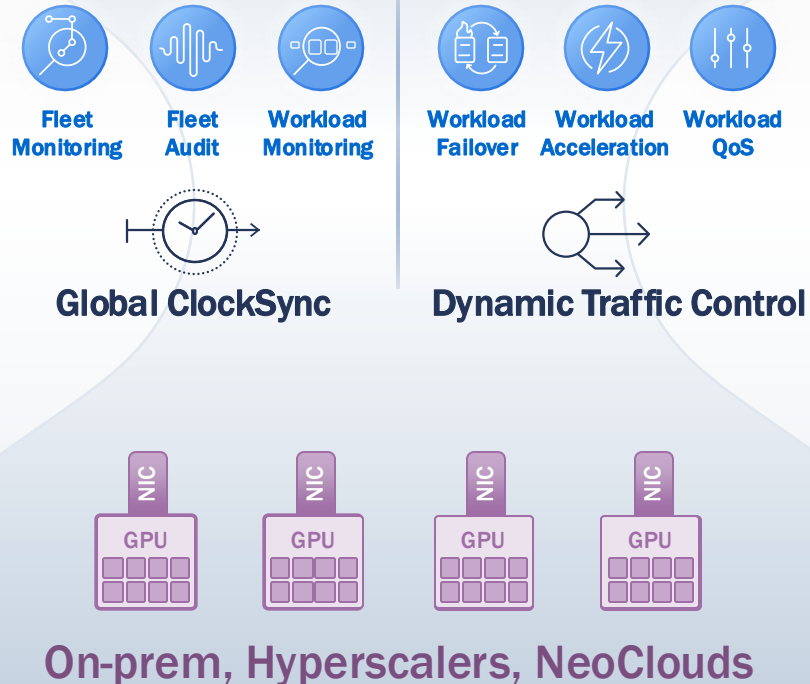 Fleet
Monitoring
Fleet
Audit
Workload
Monitoring
Workload
Failover
Workload
Acceleration
Workload
QoS
Global ClockSync
Dynamic Traffic Control
NIC
GPU
NIC
GPU
NIC
GPU
NIC
GPU
On-prem, Hyperscalers, NeoClouds